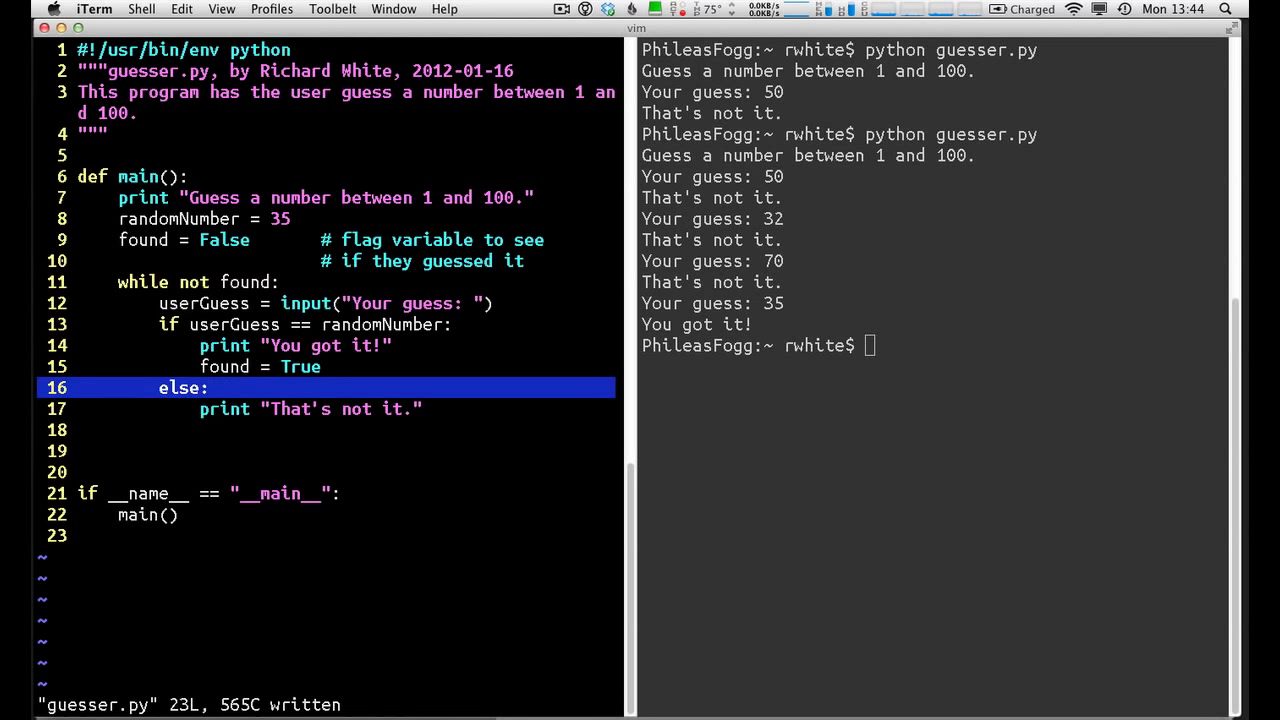 iTerm Shell Edit View Profiles Toolbelt Window Help 75° 0.0KB/s 0.0KB/s Charged Mon 13:44
vim
1 #!/usr/bin/env python
2 """guesser.py, by Richard White, 2012-01-16
3 This program has the user guess a number between 1 an
d 100.
4 """
5
6 def main():
7 print "Guess a number between 1 and 100."
8 randomNumber = 35
9 found = False # flag variable to see
10 # if they guessed it
11 while not found:
12 userGuess = input("Your guess: ")
13 if userGuess == randomNumber:
14 print "You got it!"
15 found = True
16 else:
17 print "That's not it."
18
19
20
21 if __name__ == "__main__":
22 main()
23
~
~
~
~
~
~
~
"guesser.py" 23L, 565C written
PhileasFogg:~ rwhite$ python guesser.py
Guess a number between 1 and 100.
Your guess: 50
That's not it.
PhileasFogg:~ rwhite$ python guesser.py
Guess a number between 1 and 100.
Your guess: 50
That's not it.
Your guess: 32
That's not it.
Your guess: 70
That's not it.
Your guess: 35
You got it!
PhileasFogg:~ rwhite$